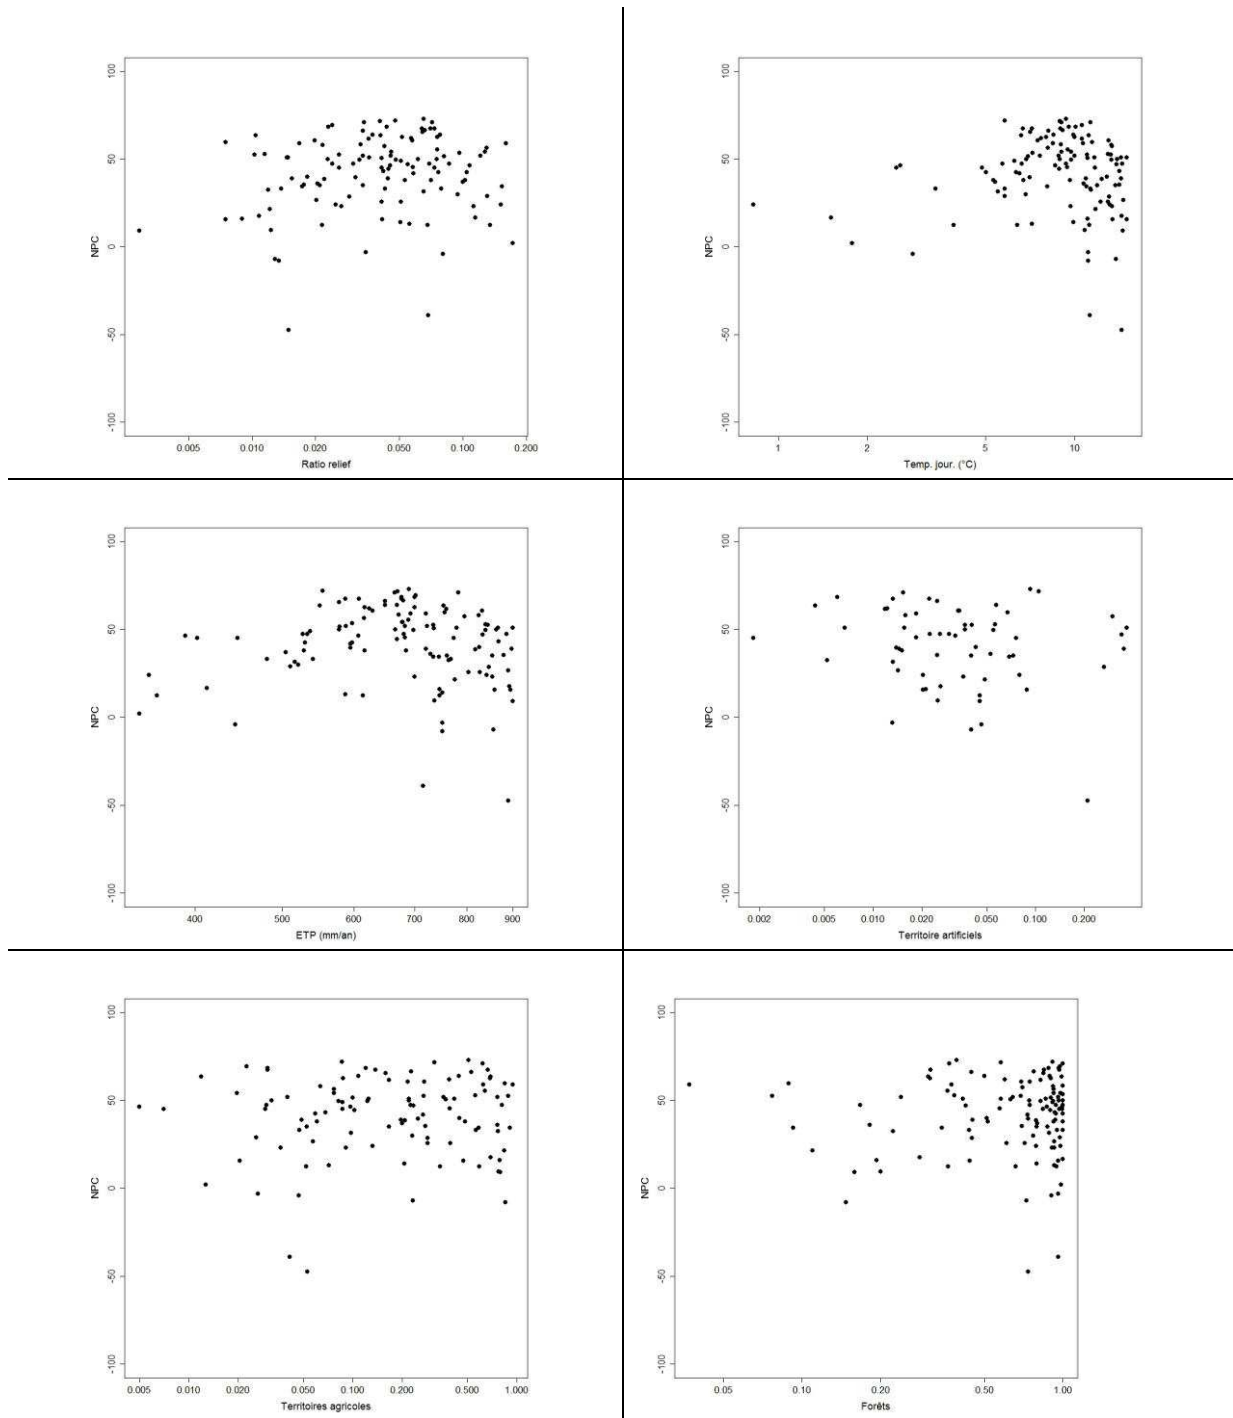 100
50
0
-50
-100
NPC
0.005 0.010 0.020 0.050 0.100 0.200
Ratio relief
100
50
0
-50
-100
NPC
1 2 5 10
Temp. jour. (°C)
100
50
0
-50
-100
NPC
400 500 600 700 800 900
ETP (mm/an)
100
50
0
-50
-100
NPC
0.002 0.005 0.010 0.020 0.050 0.100 0.200
Territoire artificiels
100
50
0
-50
-100
NPC
0.005 0.010 0.020 0.050 0.100 0.200 0.500 1.000
Territoires agricoles
100
50
0
-50
-100
NPC
0.05 0.10 0.20 0.50 1.00
Forêts